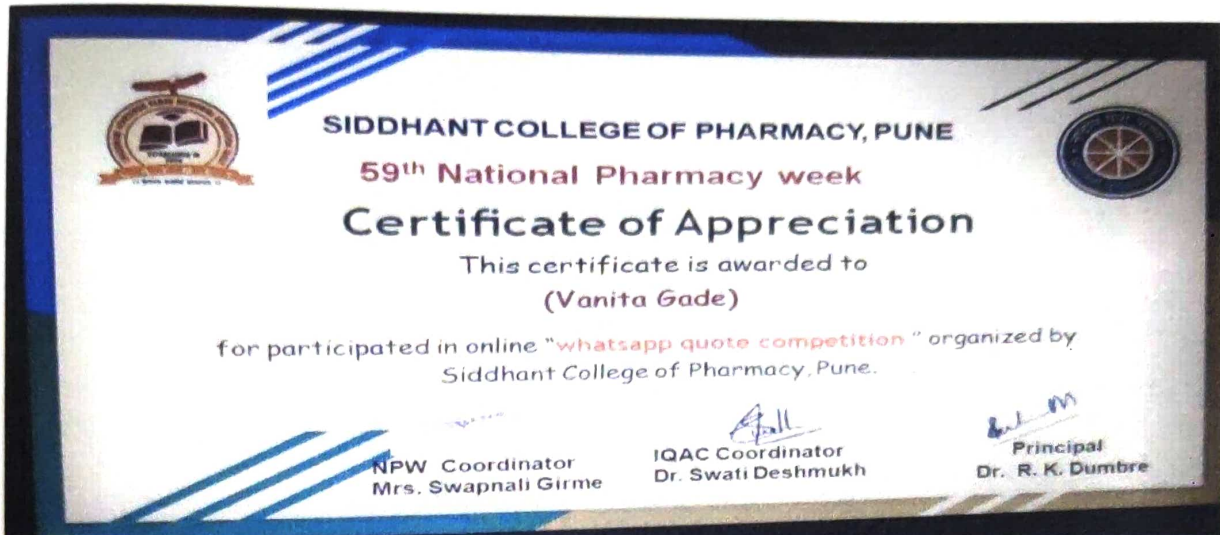 SIDDHANT COLLEGE OF PHARMACY, PUNE
59th National Pharmacy week
Certificate of Appreciation
This certificate is awarded to
(Vanita Gade)
for participated in online "whatsapp quote competition " organized by
Siddhant College of Pharmacy, Pune.
NPW Coordinator
Mrs. Swapnali Girme
IQAC Coordinator
Dr. Swati Deshmukh
Principal
Dr. R. K. Dumbre